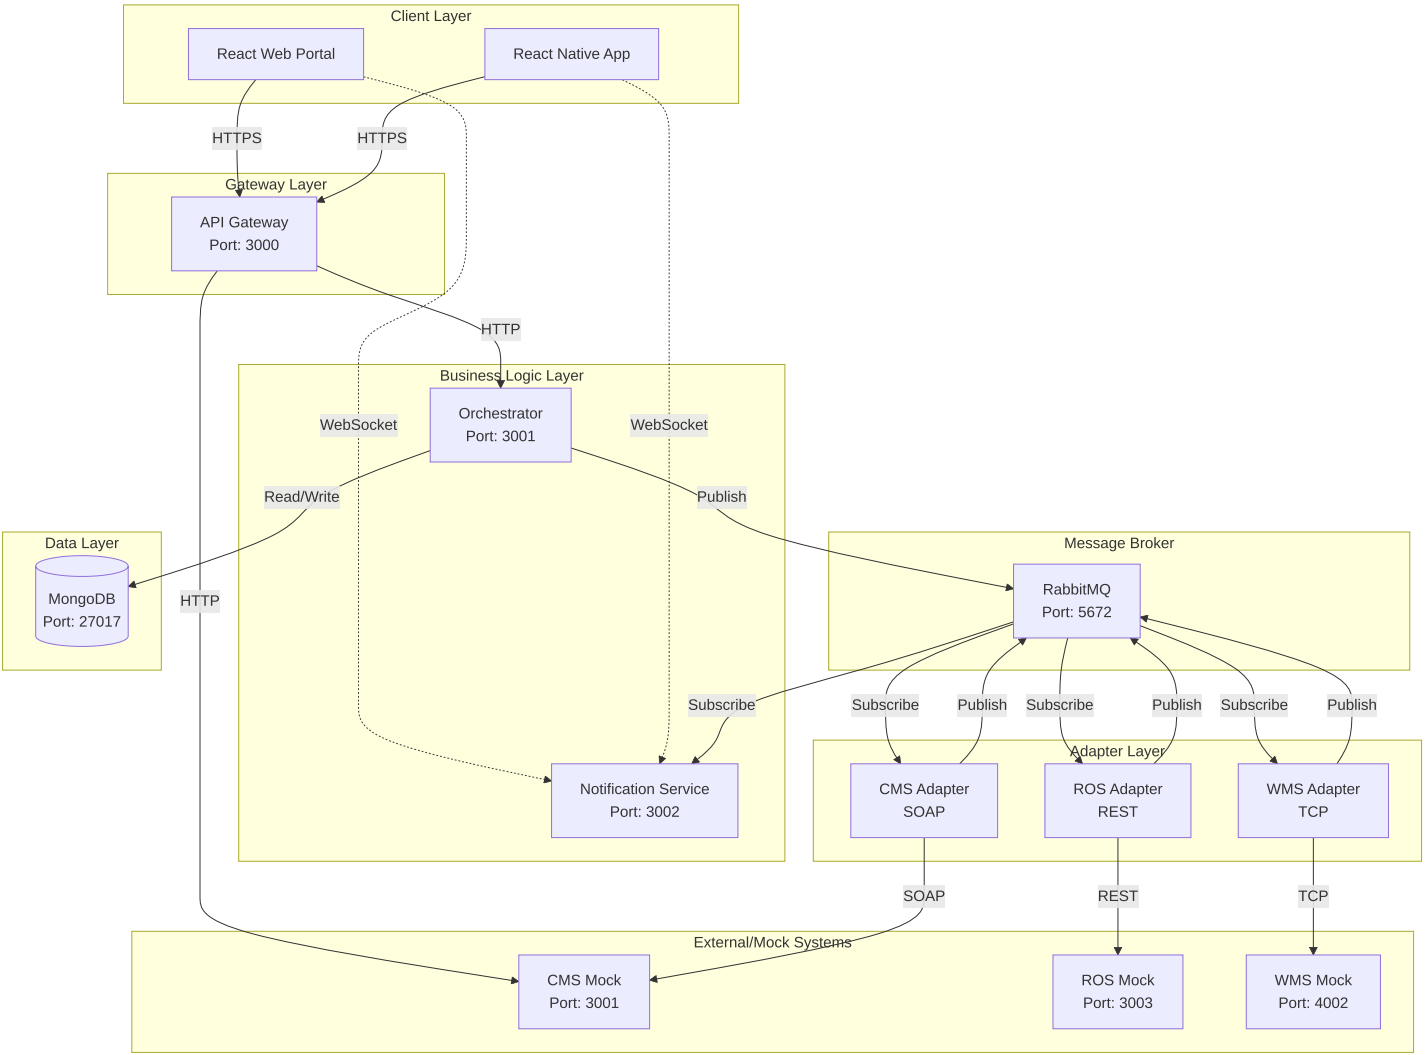 Client Layer
React Web Portal
React Native App
HTTPS
HTTPS
Gateway Layer
API Gateway
Port: 3000
HTTP
Business Logic Layer
Orchestrator
Port: 3001
WebSocket
WebSocket
Read/Write
Publish
Data Layer
MongoDB
Port: 27017
HTTP
Message Broker
RabbitMQ
Port: 5672
Subscribe
Subscribe
Publish
Subscribe
Publish
Subscribe
Publish
Notification Service
Port: 3002
Adapter Layer
CMS Adapter
SOAP
ROS Adapter
REST
WMS Adapter
TCP
SOAP
REST
TCP
External/Mock Systems
CMS Mock
Port: 3001
ROS Mock
Port: 3003
WMS Mock
Port: 4002